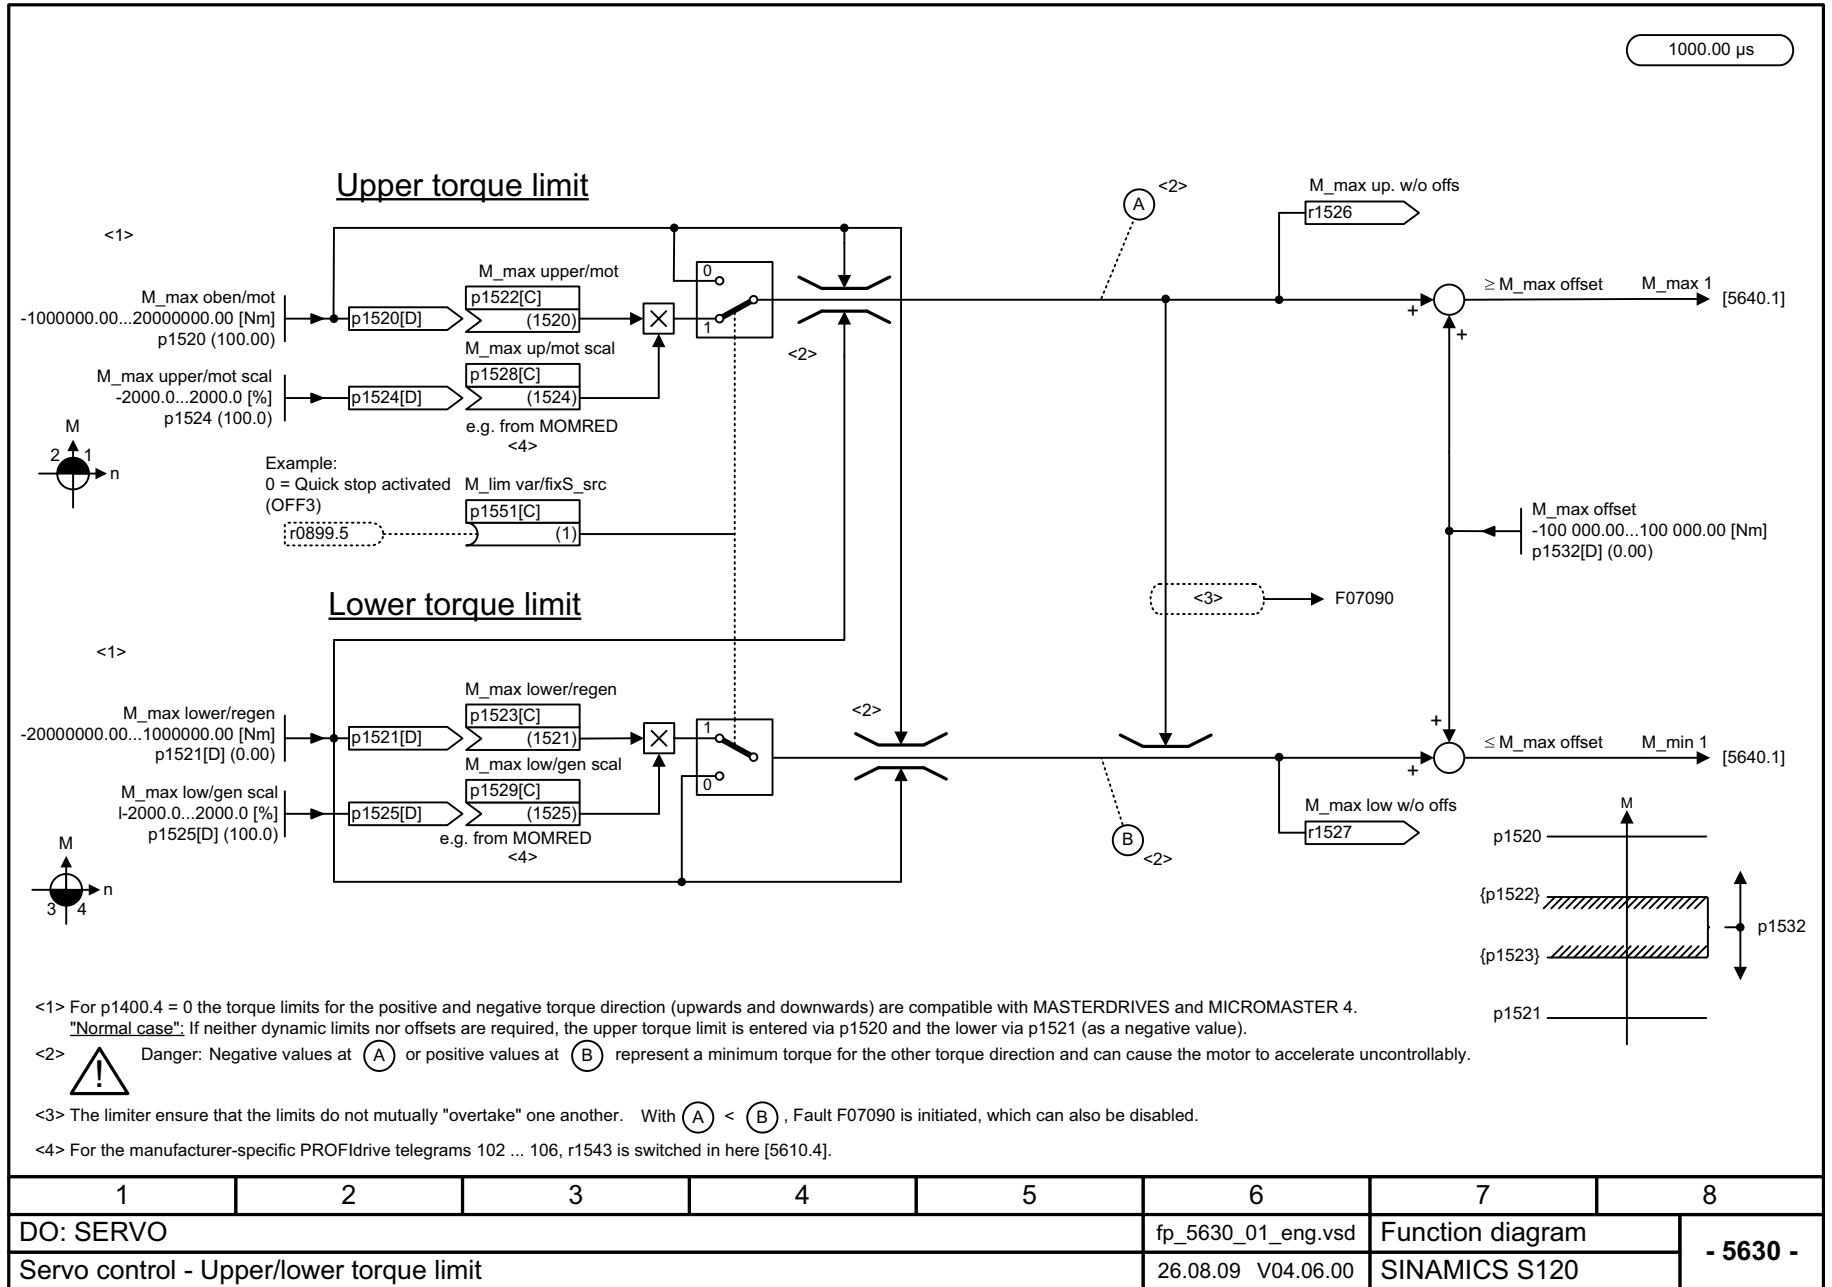 1000.00 µs
Upper torque limit
<1>
M_max oben/mot
-1000000.00...20000000.00 [Nm]
p1520 (100.00)
p1520[D]
M_max upper/mot
p1522[C]
(1520)
M_max upper/mot scal
-2000.0...2000.0 [%]
p1524 (100.0)
p1524[D]
M_max up/mot scal
p1528[C]
(1524)
e.g. from MOMRED
<4>
0
1
<2>
A
<2>
M_max up. w/o offs
r1526
+
+
≥ M_max offset
M_max 1
[5640.1]
M
2 1
n
Example:
0 = Quick stop activated
(OFF3)
r0899.5
M_lim var/fixS_src
p1551[C]
(1)
M_max offset
-100 000.00...100 000.00 [Nm]
p1532[D] (0.00)
<3>
F07090
Lower torque limit
<1>
M_max lower/regen
-20000000.00...1000000.00 [Nm]
p1521[D] (0.00)
p1521[D]
M_max lower/regen
p1523[C]
(1521)
M_max low/gen scal
l-2000.0...2000.0 [%]
p1525[D] (100.0)
p1525[D]
M_max low/gen scal
p1529[C]
(1525)
e.g. from MOMRED
<4>
1
0
<2>
B
<2>
M_max low w/o offs
r1527
+
+
≤ M_max offset
M_min 1
[5640.1]
M
n
3 4
M
p1520
{p1522}
p1532
{p1523}
p1521
<1> For p1400.4 = 0 the torque limits for the positive and negative torque direction (upwards and downwards) are compatible with MASTERDRIVES and MICROMASTER 4.
"Normal case": If neither dynamic limits nor offsets are required, the upper torque limit is entered via p1520 and the lower via p1521 (as a negative value).
<2> ! Danger: Negative values at A or positive values at B represent a minimum torque for the other torque direction and can cause the motor to accelerate uncontrollably.
<3> The limiter ensure that the limits do not mutually "overtake" one another. With A < B , Fault F07090 is initiated, which can also be disabled.
<4> For the manufacturer-specific PROFIdrive telegrams 102 ... 106, r1543 is switched in here [5610.4].
1 2 3 4 5 6 7 8
DO: SERVO
fp_5630_01_eng.vsd
Function diagram
- 5630 -
Servo control - Upper/lower torque limit
26.08.09 V04.06.00
SINAMICS S120